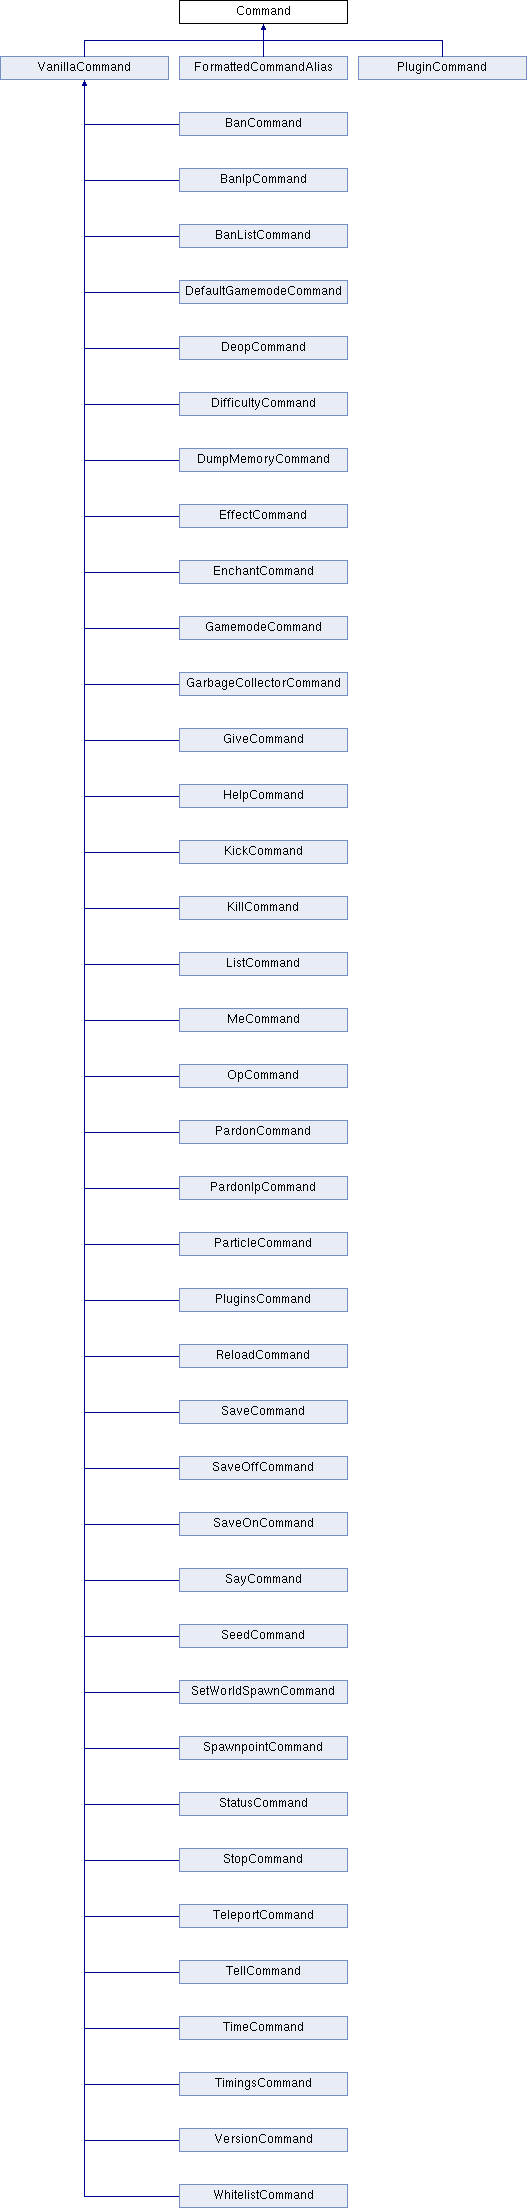 Command
VanillaCommand FormattedCommandAlias PluginCommand
BanCommand
BanIpCommand
BanListCommand
DefaultGamemodeCommand
DeopCommand
DifficultyCommand
DumpMemoryCommand
EffectCommand
EnchantCommand
GamemodeCommand
GarbageCollectorCommand
GiveCommand
HelpCommand
KickCommand
KillCommand
ListCommand
MeCommand
OpCommand
PardonCommand
PardonIpCommand
ParticleCommand
PluginsCommand
ReloadCommand
SaveCommand
SaveOffCommand
SaveOnCommand
SayCommand
SeedCommand
SetWorldSpawnCommand
SpawnpointCommand
StatusCommand
StopCommand
TeleportCommand
TellCommand
TimeCommand
TimingsCommand
VersionCommand
WhitelistCommand